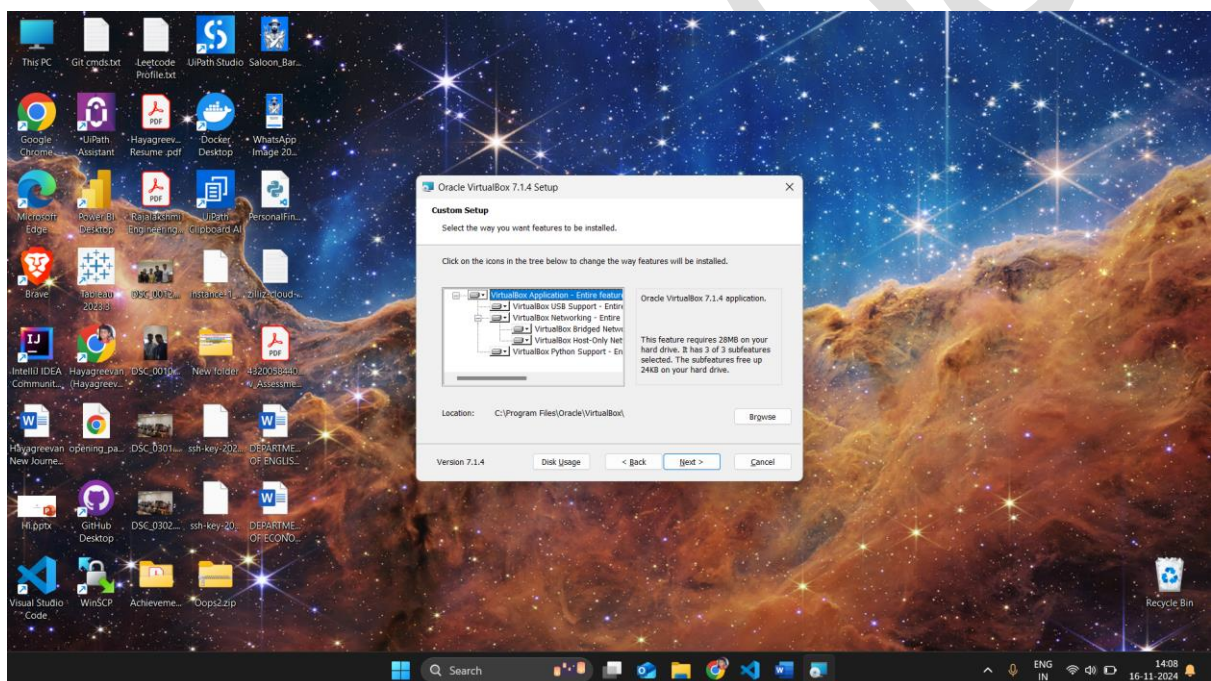 This PC
Git cmds.txt
Leetcode
Profile.txt
UiPath Studio
Saloon_Bar...
Google
Chrome
UiPath
Assistant
Hayagreev...
Resume .pdf
Docker
Desktop
WhatsApp
Image 20...
Microsoft
Edge
Power BI
Desktop
Rajalakshmi
Engineering...
UiPath
Clipboard AI
PersonalFin...
Brave
Tableau
2023.3
DSC_0012...
instance-1_...
zilliz-cloud-...
IntelliJ IDEA
Communit...
Hayagreevan
(Hayagreev...
DSC_0010...
New folder
4320058440
Hayagreevan
New Journe...
opening_pa...
DSC_0301...
ssh-key-202...
DEPARTME...
OF ENGLIS...
HI.pptx
GitHub
Desktop
DSC_0302...
ssh-key-20...
DEPARTME...
OF ECONO...
Visual Studio
Code
WinSCP
Achieveme...
Oops2.zip
Oracle VirtualBox 7.1.4 Setup
Custom Setup
Select the way you want features to be installed.
Click on the icons in the tree below to change the way features will be installed.
VirtualBox Application - Entire feature
VirtualBox USB Support - Entire
VirtualBox Networking - Entire
VirtualBox Bridged Netwo
VirtualBox Host-Only Net
VirtualBox Python Support - En
Oracle VirtualBox 7.1.4 application.
This feature requires 28MB on your
hard drive. It has 3 of 3 subfeatures
selected. The subfeatures free up
24KB on your hard drive.
Location: C:\Program Files\Oracle\VirtualBox\
Browse
Version 7.1.4
Disk Usage
< Back
Next >
Cancel
Recycle Bin
Search
ENG
IN
14:08
16-11-2024